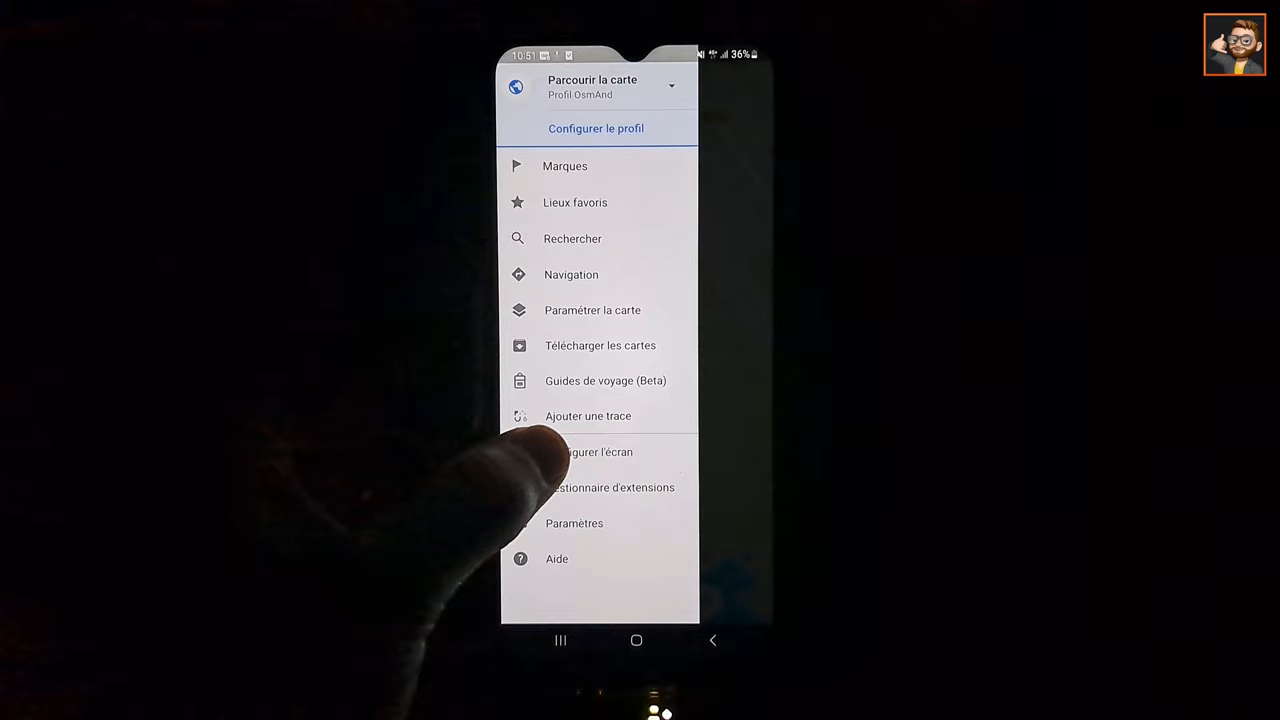 10:51
36%
Parcourir la carte
Profil OsmAnd
Configurer le profil
Marques
Lieux favoris
Rechercher
Navigation
Paramétrer la carte
Télécharger les cartes
Guides de voyage (Beta)
Ajouter une trace
l'écran
d'extensions
Paramètres
Aide